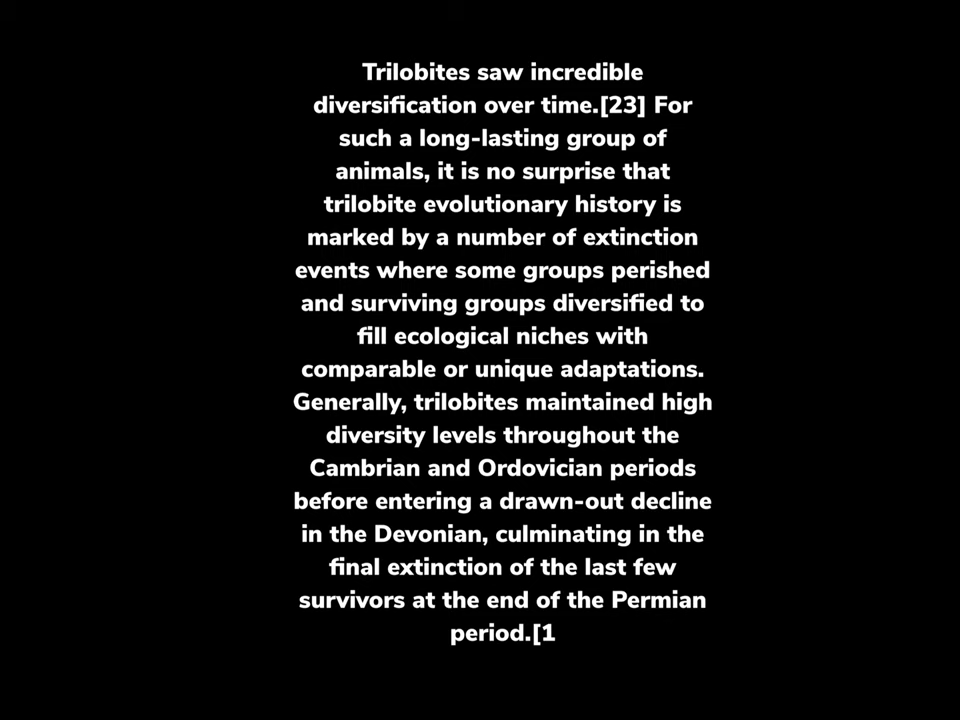 Trilobites saw incredible
diversification over time.[23] For
such a long-lasting group of
animals, it is no surprise that
trilobite evolutionary history is
marked by a number of extinction
events where some groups perished
and surviving groups diversified to
fill ecological niches with
comparable or unique adaptations.
Generally, trilobites maintained high
diversity levels throughout the
Cambrian and Ordovician periods
before entering a drawn-out decline
in the Devonian, culminating in the
final extinction of the last few
survivors at the end of the Permian
period.[1